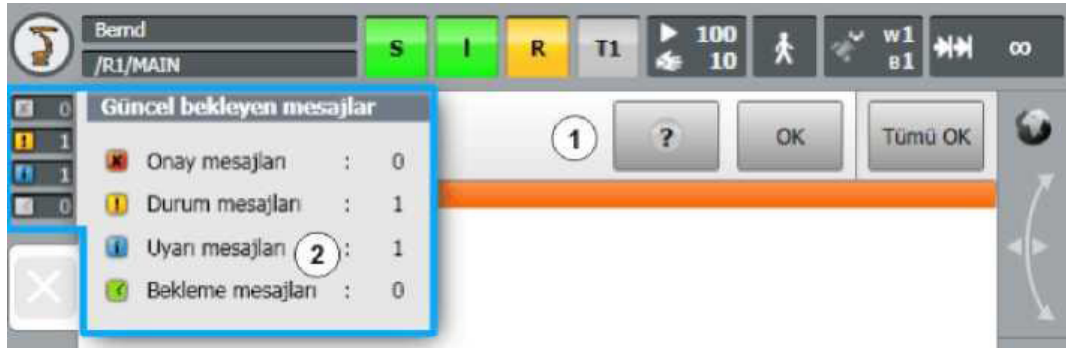 Bernd
/R1/MAIN
S I R T1 100 10 W1 B1 ∞
0
1
1
0
Güncel bekleyen mesajlar
Onay mesajları : 0
Durum mesajları : 1
Uyarı mesajları 2 : 1
Bekleme mesajları : 0
1 ? OK Tümü OK